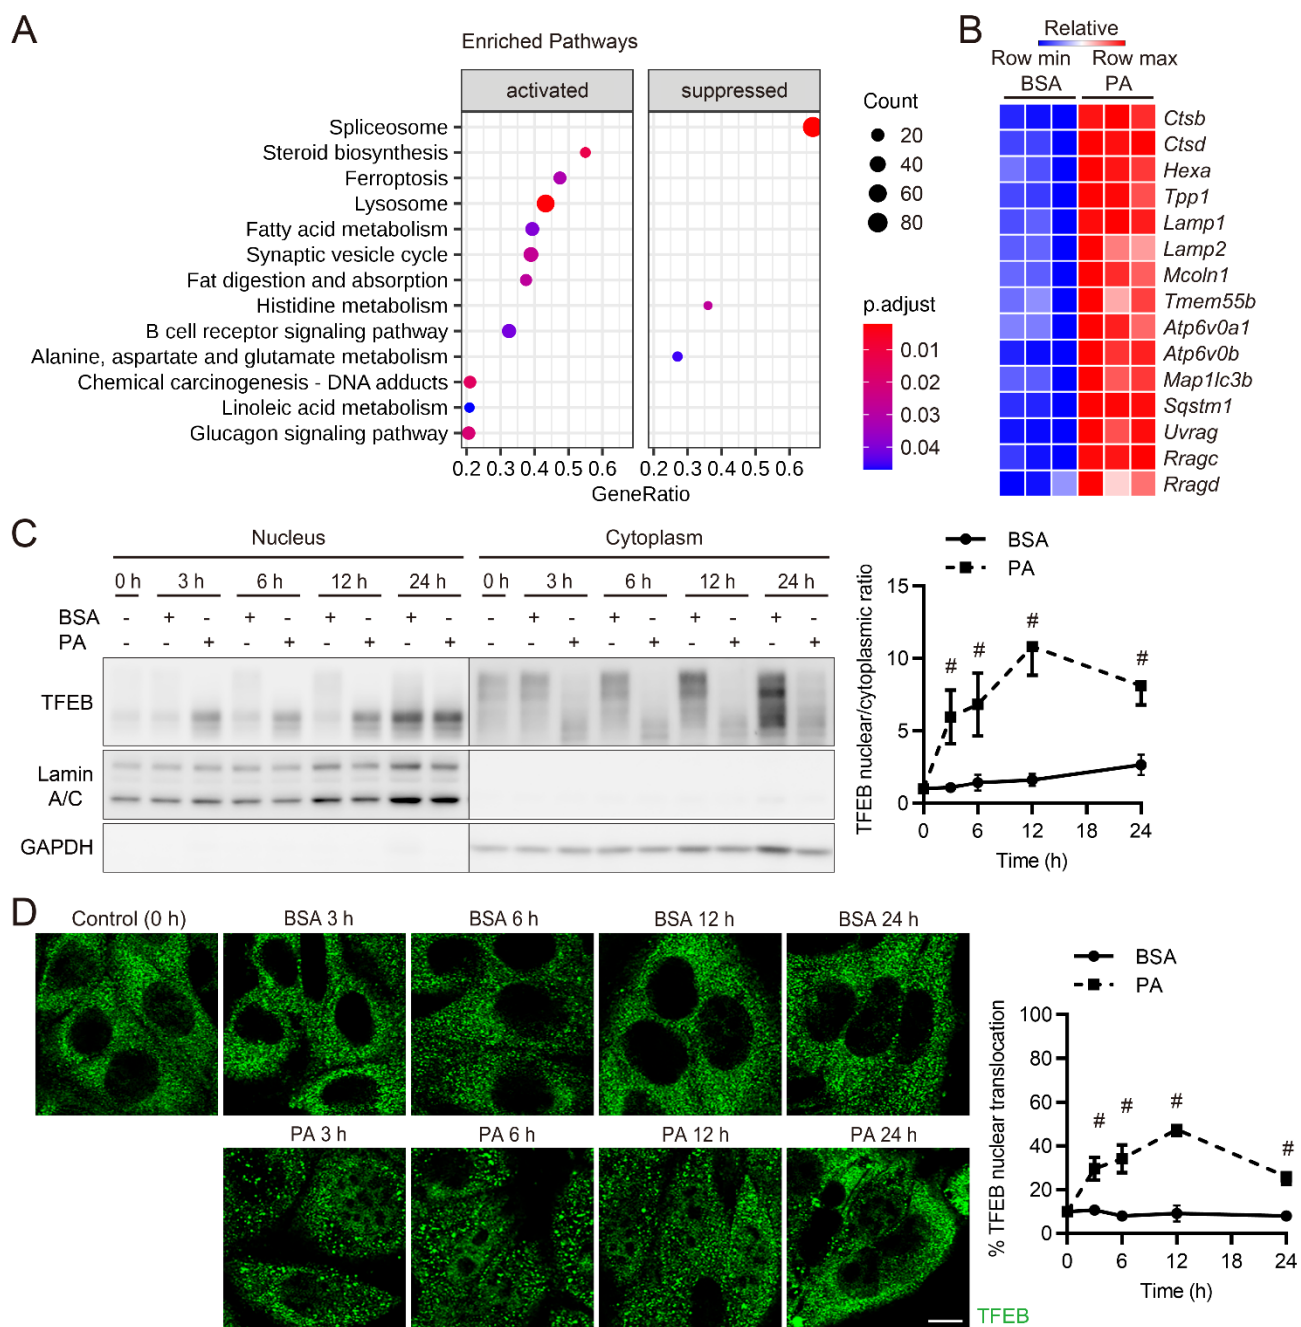 A
Enriched Pathways
activated
suppressed
Spliceosome
Steroid biosynthesis
Ferroptosis
Lysosome
Fatty acid metabolism
Synaptic vesicle cycle
Fat digestion and absorption
Histidine metabolism
B cell receptor signaling pathway
Alanine, aspartate and glutamate metabolism
Chemical carcinogenesis - DNA adducts
Linoleic acid metabolism
Glucagon signaling pathway
0.2 0.3 0.4 0.5 0.6
0.2 0.3 0.4 0.5 0.6
GeneRatio
Count
20
40
60
80
p.adjust
0.01
0.02
0.03
0.04
B
Relative
Row min Row max
BSA PA
Ctsb
Ctsd
Hexa
Tpp1
Lamp1
Lamp2
Mcoln1
Tmem55b
Atp6v0a1
Atp6v0b
Map1lc3b
Sqstm1
Uvrag
Rragc
Rragd
C
Nucleus Cytoplasm
0 h 3 h 6 h 12 h 24 h 0 h 3 h 6 h 12 h 24 h
BSA - + - + - + - + - - + - + - + - + -
PA - - + - + - + - + - - + - + - + - +
TFEB
Lamin
A/C
GAPDH
BSA
PA
TFEB nuclear/cytoplasmic ratio
15
10
5
0
# # # #
0 6 12 18 24
Time (h)
D
Control (0 h) BSA 3 h BSA 6 h BSA 12 h BSA 24 h
PA 3 h PA 6 h PA 12 h PA 24 h
TFEB
BSA
PA
% TFEB nuclear translocation
100
80
60
40
20
0
# # # #
0 6 12 18 24
Time (h)